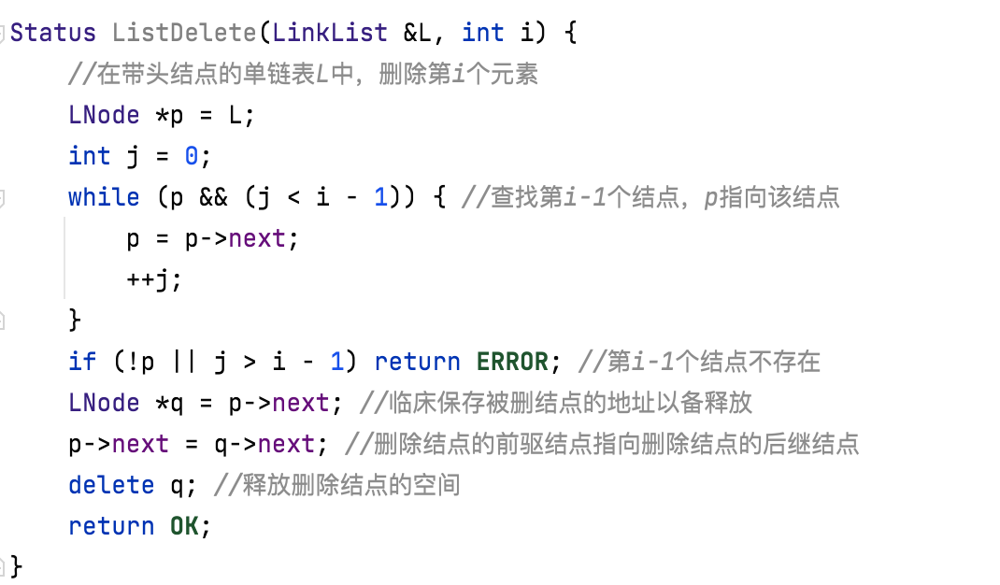 Status ListDelete(LinkList &L, int i) {
    //在带头结点的单链表L中，删除第i个元素
    LNode *p = L;
    int j = 0;
    while (p && (j < i - 1)) { //查找第i-1个结点，p指向该结点
        p = p->next;
        ++j;
    }
    if (!p || j > i - 1) return ERROR; //第i-1个结点不存在
    LNode *q = p->next; //临床保存被删结点的地址以备释放
    p->next = q->next; //删除结点的前驱结点指向删除结点的后继结点
    delete q; //释放删除结点的空间
    return OK;
}